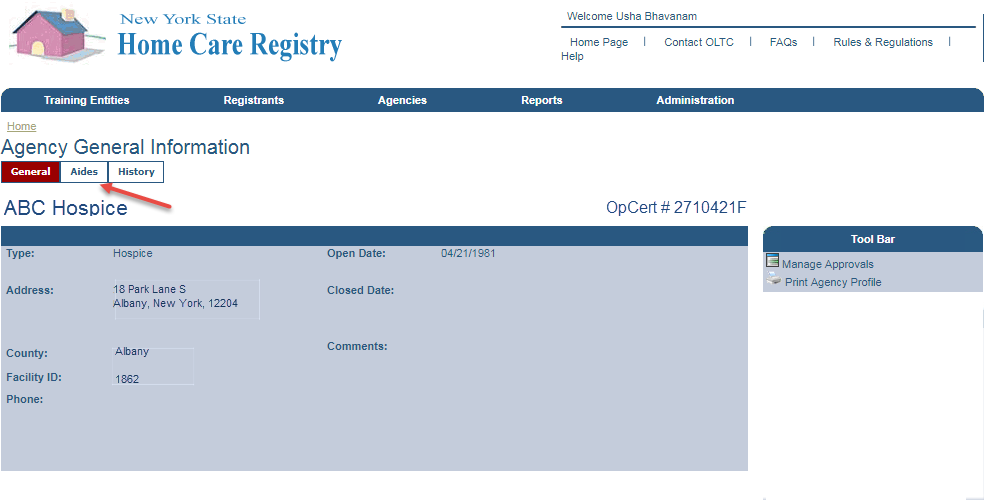 New York State
Home Care Registry
Welcome Usha Bhavanam
Home Page | Contact OLTC | FAQs | Rules & Regulations |
Help
Training Entities Registrants Agencies Reports Administration
Home
Agency General Information
General Aides History
ABC Hospice OpCert # 2710421F
Tool Bar
Type: Hospice Open Date: 04/21/1981
Manage Approvals
Print Agency Profile
Address: 18 Park Lane S Closed Date:
Albany, New York, 12204
County: Albany Comments:
Facility ID: 1862
Phone: